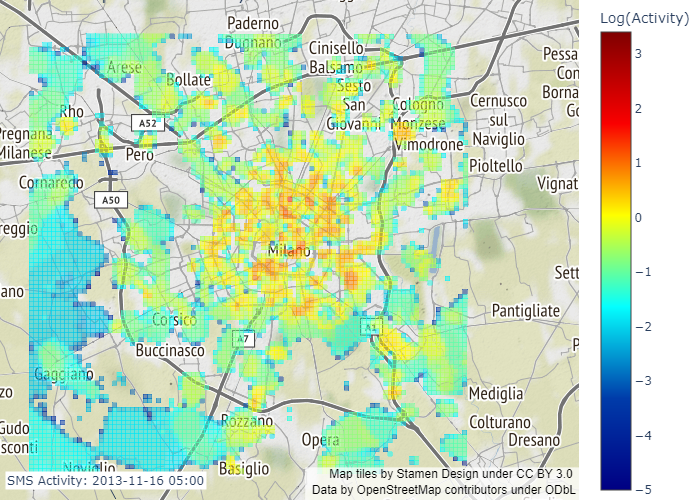 Log(Activity)
3
2
1
0
−1
−2
−3
−4
−5
Paderno
Dugnano
Cinisello
Balsamo
Arese
Bollate
Sesto
San
Giovanni
Cologno
Monzese
Cernusco
sul
Naviglio
Pessa
Con
Borna
Go
Rho
A52
Vimodrone
Pregnana
Milanese
Pero
Pioltello
Cornaredo
Vignat
A50
reggio
Milano
Sett
ano
Pantigliate
Corsico
A7
A1
P
Buccinasco
Gaggiano
zo
Mediglia
Rozzano
Colturano
Gudo
sconti
Opera
Dresano
Noviglio
Basiglio
SMS Activity: 2013-11-16 05:00
Map tiles by Stamen Design under CC BY 3.0
Data by OpenStreetMap contributors under ODbL